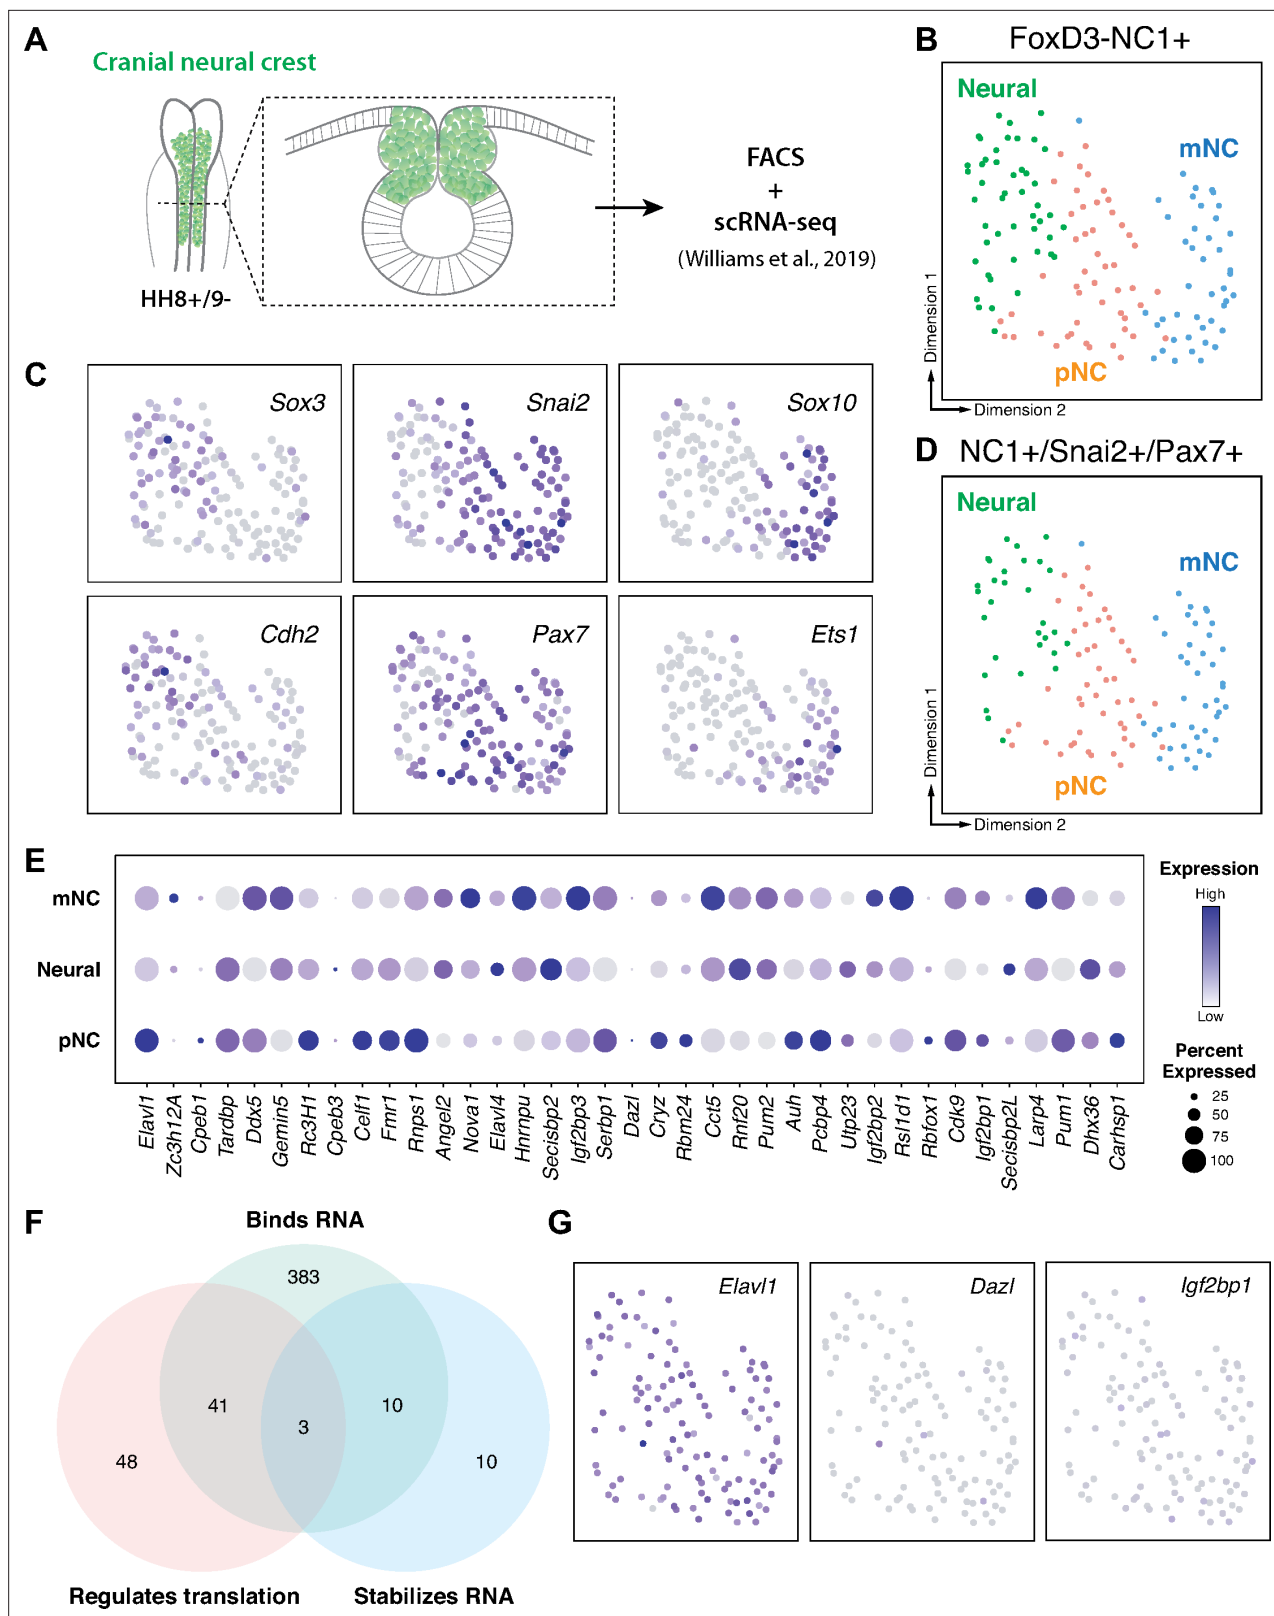 A
Cranial neural crest
HH8+/9-
FACS
+
scRNA-seq
(Williams et al., 2019)
B
FoxD3-NC1+
Neural
mNC
pNC
Dimension 1
Dimension 2
C
Sox3
Snai2
Sox10
Cdh2
Pax7
Ets1
D
NC1+/Snai2+/Pax7+
Neural
mNC
pNC
Dimension 1
Dimension 2
E
mNC
Neural
pNC
Elavl1
Zc3h12A
Cpeb1
Tardbp
Ddx5
Gemin5
Rc3H1
Cpeb3
Celf1
Fmr1
Rnps1
Angel2
Nova1
Elavl4
Hnrnpu
Secisbp2
Igf2bp3
Serbp1
Dazl
Cryz
Rbm24
Cct5
Rnf20
Pum2
Auh
Pcbp4
Utp23
Igf2bp2
Rsl1d1
Rbfox1
Cdk9
Igf2bp1
Secisbp2L
Larp4
Pum1
Dhx36
Carhsp1
Expression
High
Low
Percent
Expressed
25
50
75
100
F
Binds RNA
383
41
10
3
48
10
Regulates translation
Stabilizes RNA
G
Elavl1
Dazl
Igf2bp1